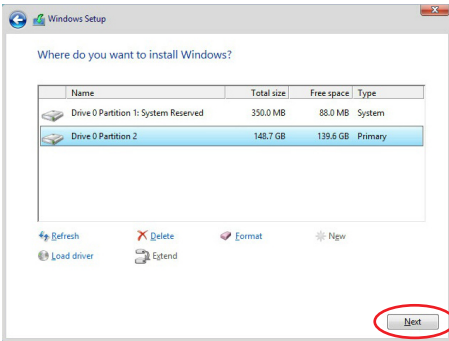 Windows Setup
Where do you want to install Windows?
Name Total size Free space Type
Drive 0 Partition 1: System Reserved 350.0 MB 88.0 MB System
Drive 0 Partition 2 148.7 GB 139.6 GB Primary
Refresh Delete Format New
Load driver Extend
Next